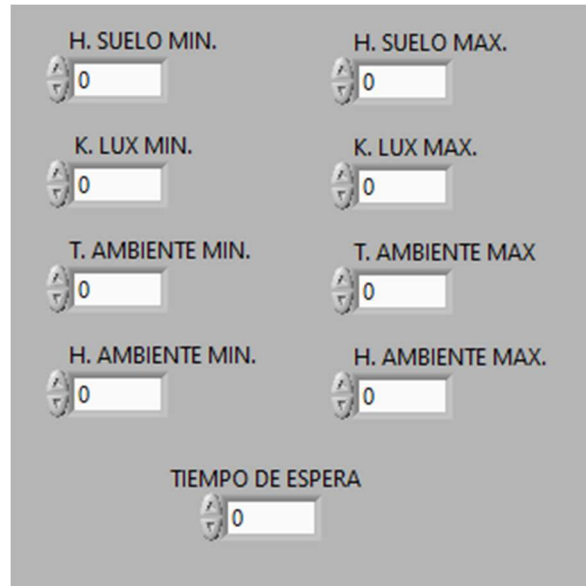 H. SUELO MIN. H. SUELO MAX.
0 0
K. LUX MIN. K. LUX MAX.
0 0
T. AMBIENTE MIN. T. AMBIENTE MAX
0 0
H. AMBIENTE MIN. H. AMBIENTE MAX.
0 0
TIEMPO DE ESPERA
0